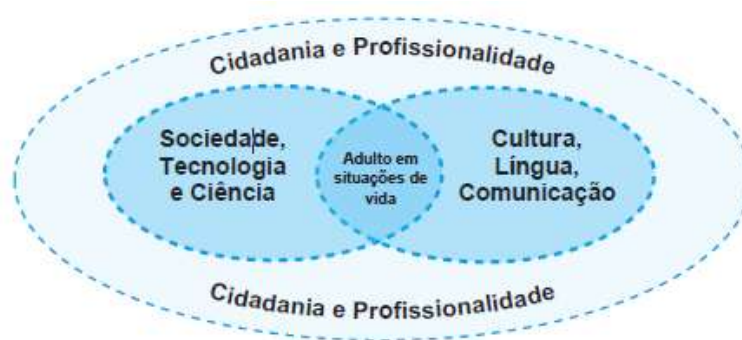 Cidadania e Profissionalidade
Sociedade,
Tecnologia
e Ciência
Adulto em
situações de
vida
Cultura,
Língua,
Comunicação
Cidadania e Profissionalidade